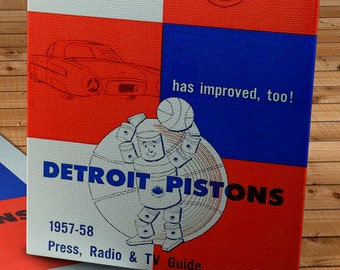 has improved, too!
DETROIT PISTONS
1957-58
Press, Radio & TV Guide